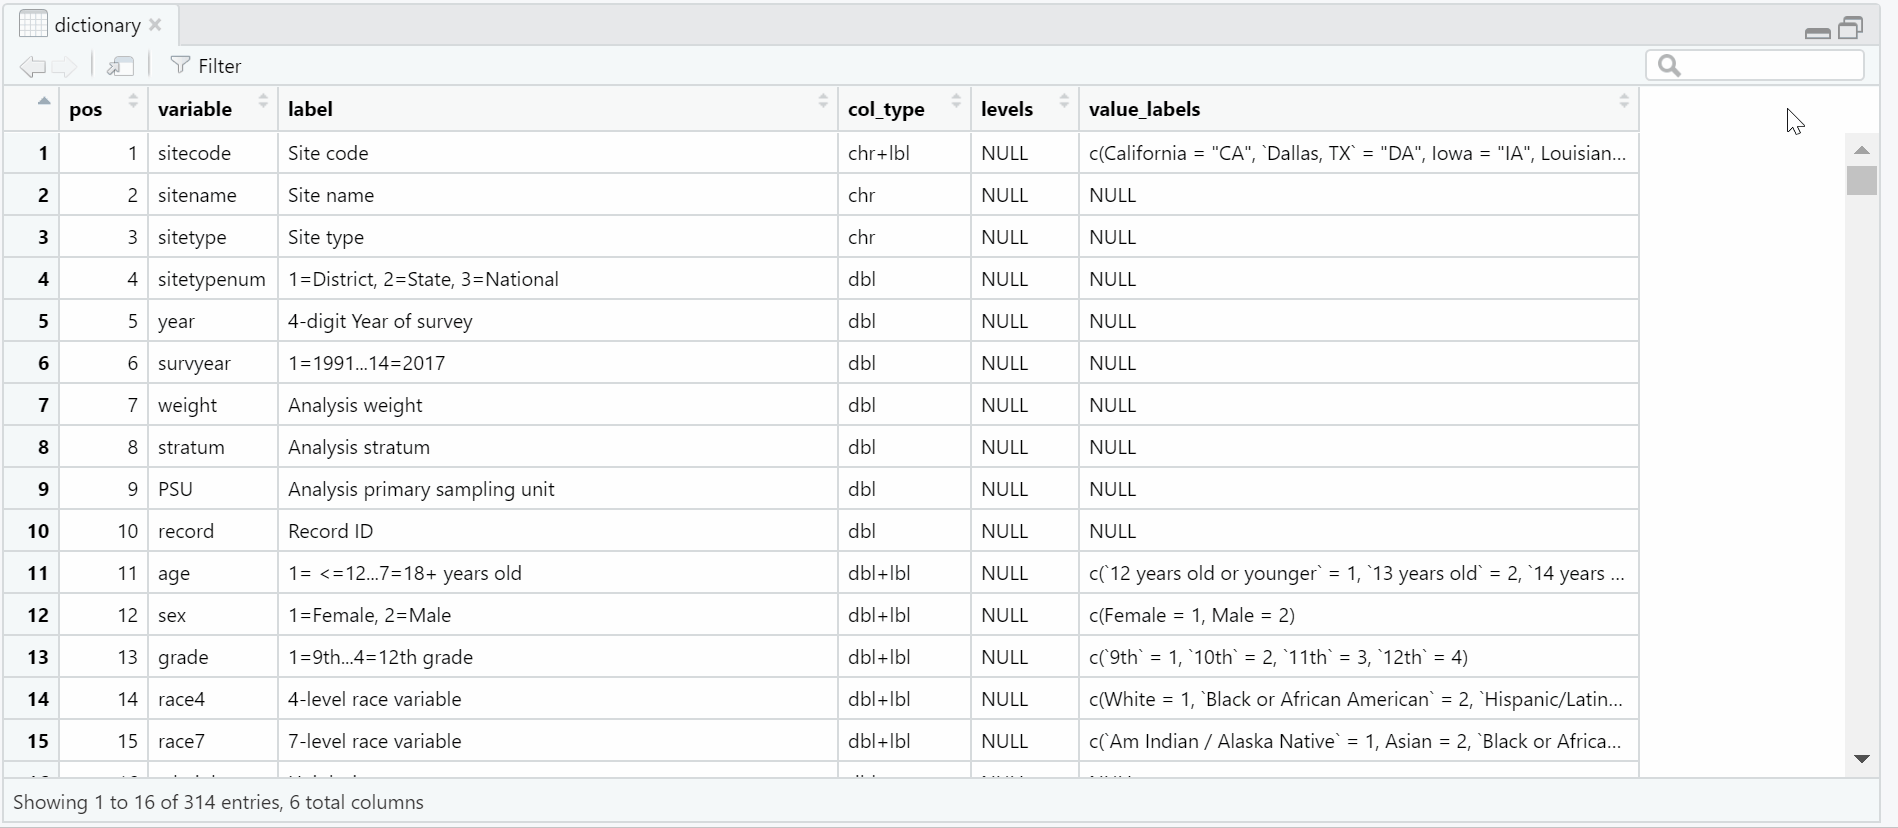 dictionary
Filter
pos variable label col_type levels value_labels
1 1 sitecode Site code chr+lbl NULL c(California = "CA", `Dallas, TX` = "DA", Iowa = "IA", Louisian...
2 2 sitename Site name chr NULL NULL
3 3 sitetype Site type chr NULL NULL
4 4 sitetypenum 1=District, 2=State, 3=National dbl NULL NULL
5 5 year 4-digit Year of survey dbl NULL NULL
6 6 survyear 1=1991...14=2017 dbl NULL NULL
7 7 weight Analysis weight dbl NULL NULL
8 8 stratum Analysis stratum dbl NULL NULL
9 9 PSU Analysis primary sampling unit dbl NULL NULL
10 10 record Record ID dbl NULL NULL
11 11 age 1= <=12...7=18+ years old dbl+lbl NULL c(`12 years old or younger` = 1, `13 years old` = 2, `14 years ...
12 12 sex 1=Female, 2=Male dbl+lbl NULL c(Female = 1, Male = 2)
13 13 grade 1=9th...4=12th grade dbl+lbl NULL c(`9th` = 1, `10th` = 2, `11th` = 3, `12th` = 4)
14 14 race4 4-level race variable dbl+lbl NULL c(White = 1, `Black or African American` = 2, `Hispanic/Latin...
15 15 race7 7-level race variable dbl+lbl NULL c(`Am Indian / Alaska Native` = 1, Asian = 2, `Black or Africa...
Showing 1 to 16 of 314 entries, 6 total columns